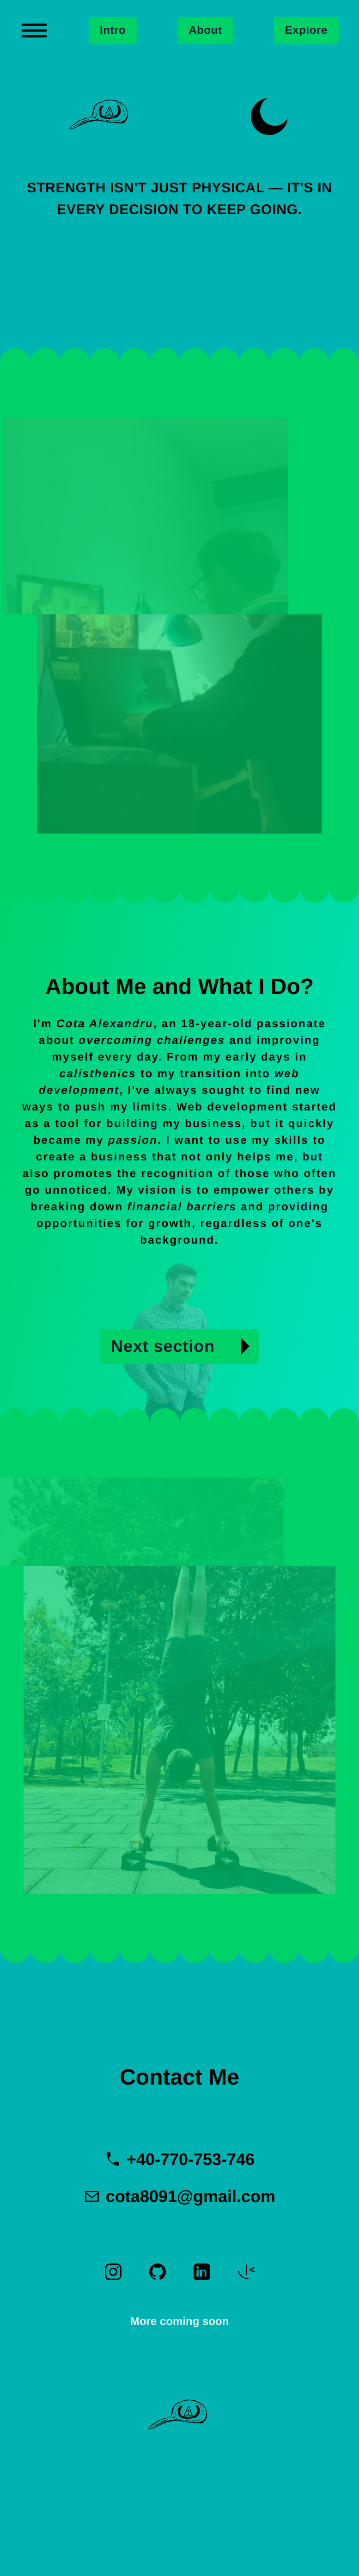 Intro
About
Explore
STRENGTH ISN'T JUST PHYSICAL — IT'S IN
EVERY DECISION TO KEEP GOING.
About Me and What I Do?
I'm Cota Alexandru, an 18-year-old passionate
about overcoming challenges and improving
myself every day. From my early days in
calisthenics to my transition into web
development, I've always sought to find new
ways to push my limits. Web development started
as a tool for building my business, but it quickly
became my passion. I want to use my skills to
create a business that not only helps me, but
also promotes the recognition of those who often
go unnoticed. My vision is to empower others by
breaking down financial barriers and providing
opportunities for growth, regardless of one's
background.
Next section
Contact Me
+40-770-753-746
cota8091@gmail.com
More coming soon